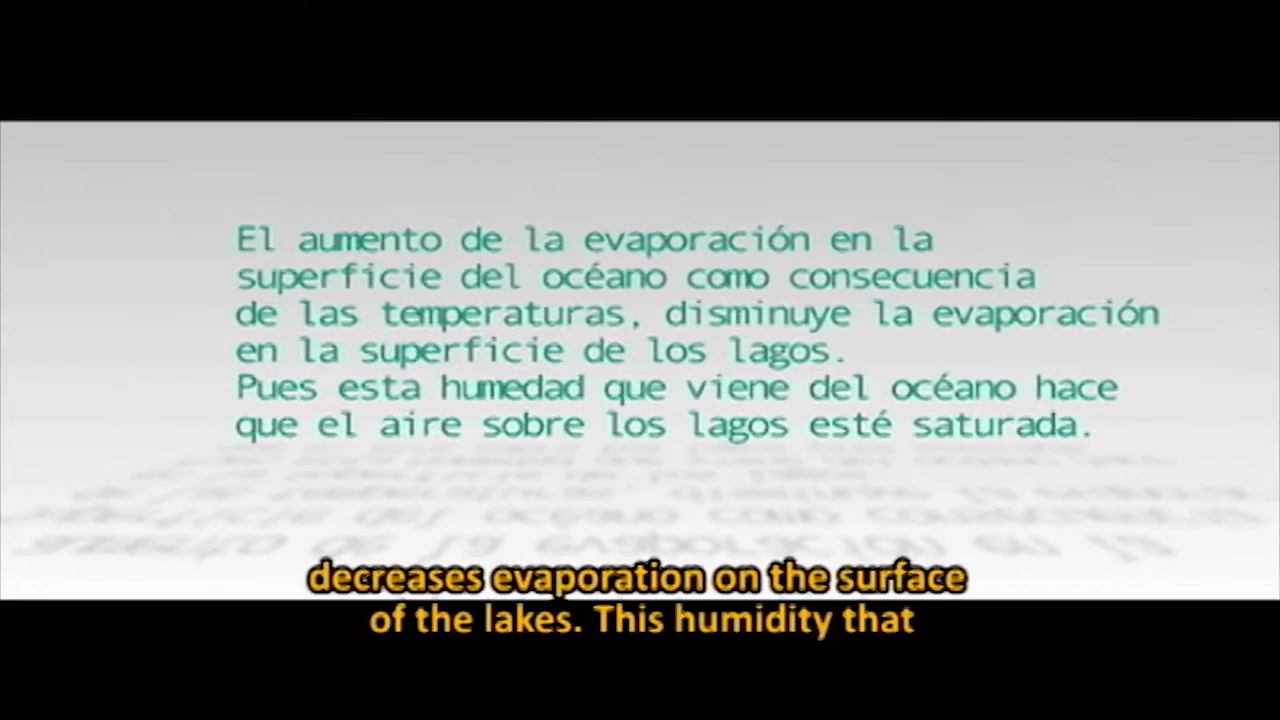 El aumento de la evaporación en la
superficie del océano como consecuencia
de las temperaturas, disminuye la evaporación
en la superficie de los lagos.
Pues esta humedad que viene del océano hace
que el aire sobre los lagos esté saturada.
decreases evaporation on the surface
of the lakes. This humidity that